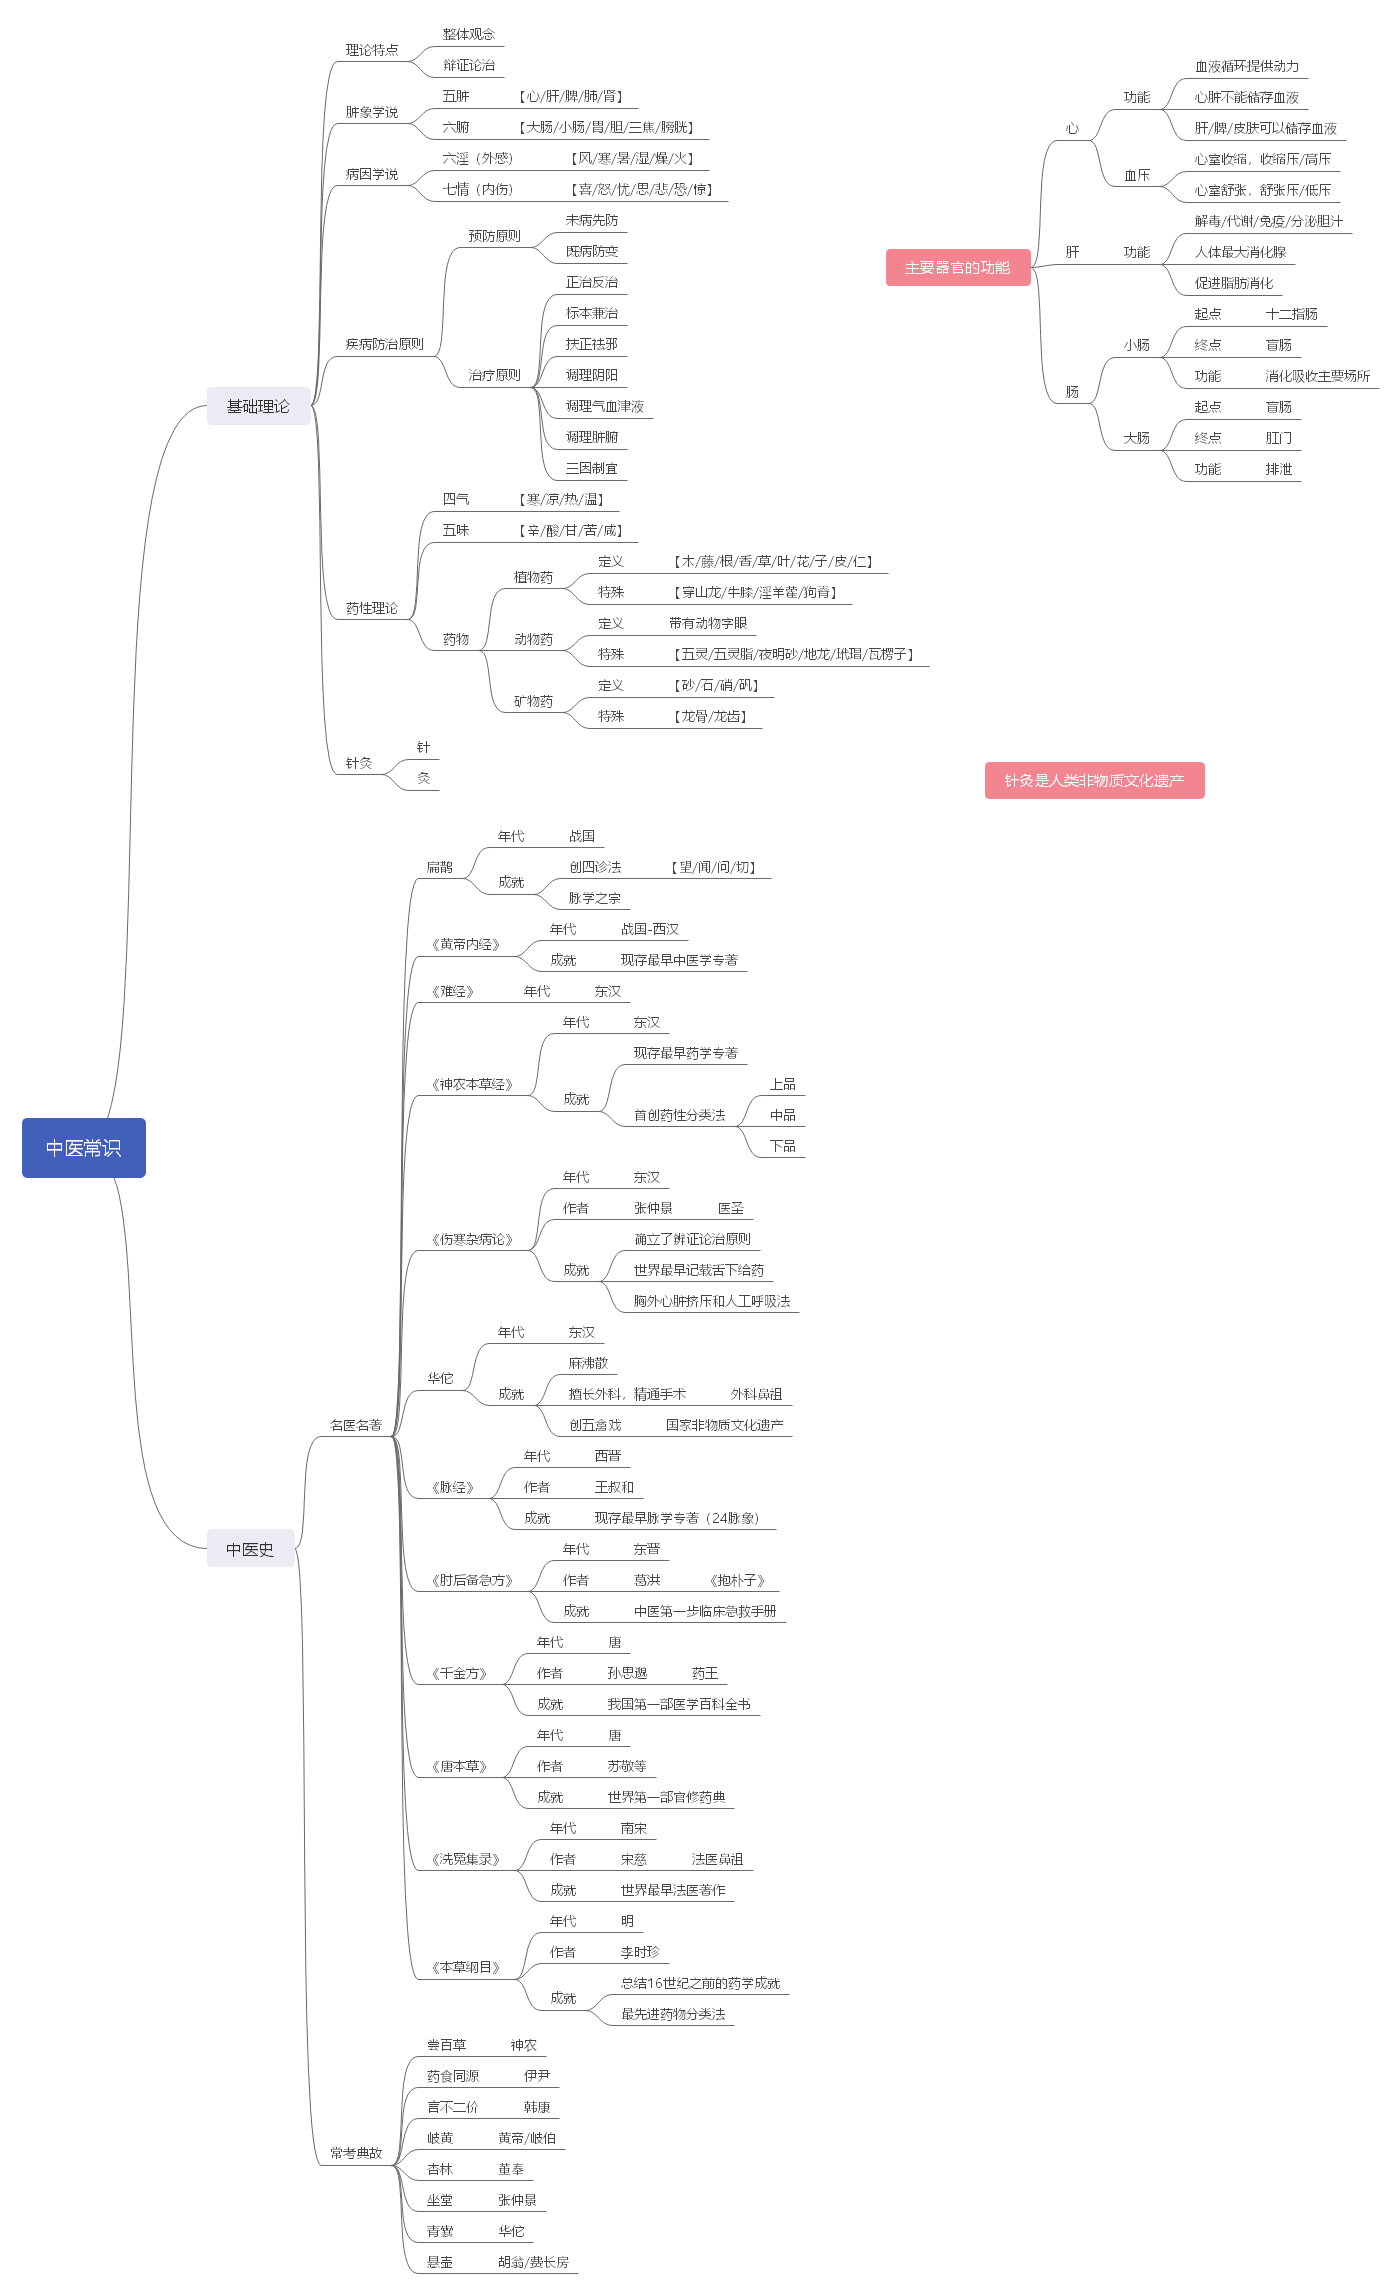 中医常识
基础理论
理论特点
整体观念
辩证论治
脏象学说
五脏 【心/肝/脾/肺/肾】
六腑 【大肠/小肠/胃/胆/三焦/膀胱】
病因学说
六淫（外感） 【风/寒/暑/湿/燥/火】
七情（内伤） 【喜/怒/忧/思/悲/恐/惊】
疾病防治原则
预防原则
未病先防
既病防变
治疗原则
正治反治
标本兼治
扶正祛邪
调理阴阳
调理气血津液
调理脏腑
三因制宜
药性理论
四气 【寒/凉/热/温】
五味 【辛/酸/甘/苦/咸】
药物
植物药
定义 【木/藤/根/香/草/叶/花/子/皮/仁】
特殊 【穿山龙/牛膝/淫羊藿/狗脊】
动物药
定义 带有动物字眼
特殊 【五灵/五灵脂/夜明砂/地龙/玳瑁/瓦楞子】
矿物药
定义 【砂/石/硝/矾】
特殊 【龙骨/龙齿】
针灸
针
灸
中医史
名医名著
扁鹊
年代 战国
成就
创四诊法 【望/闻/问/切】
脉学之宗
《黄帝内经》
年代 战国-西汉
成就 现存最早中医学专著
《难经》 年代 东汉
《神农本草经》
年代 东汉
成就
现存最早药学专著
首创药性分类法
上品
中品
下品
《伤寒杂病论》
年代 东汉
作者 张仲景 医圣
成就
确立了辨证论治原则
世界最早记载舌下给药
胸外心脏挤压和人工呼吸法
华佗
年代 东汉
成就
麻沸散
擅长外科，精通手术 外科鼻祖
创五禽戏 国家非物质文化遗产
《脉经》
年代 西晋
作者 王叔和
成就 现存最早脉学专著（24脉象）
《肘后备急方》
年代 东晋
作者 葛洪 《抱朴子》
成就 中医第一步临床急救手册
《千金方》
年代 唐
作者 孙思邈 药王
成就 我国第一部医学百科全书
《唐本草》
年代 唐
作者 苏敬等
成就 世界第一部官修药典
《洗冤集录》
年代 南宋
作者 宋慈 法医鼻祖
成就 世界最早法医著作
《本草纲目》
年代 明
作者 李时珍
成就
总结16世纪之前的药学成就
最先进药物分类法
常考典故
尝百草 神农
药食同源 伊尹
言不二价 韩康
岐黄 黄帝/岐伯
杏林 董奉
坐堂 张仲景
青囊 华佗
悬壶 胡翁/费长房
主要器官的功能
心
功能
血液循环提供动力
心脏不能储存血液
肝/脾/皮肤可以储存血液
血压
心室收缩，收缩压/高压
心室舒张，舒张压/低压
肝 功能
解毒/代谢/免疫/分泌胆汁
人体最大消化腺
促进脂肪消化
肠
小肠
起点 十二指肠
终点 盲肠
功能 消化吸收主要场所
大肠
起点 盲肠
终点 肛门
功能 排泄
针灸是人类非物质文化遗产